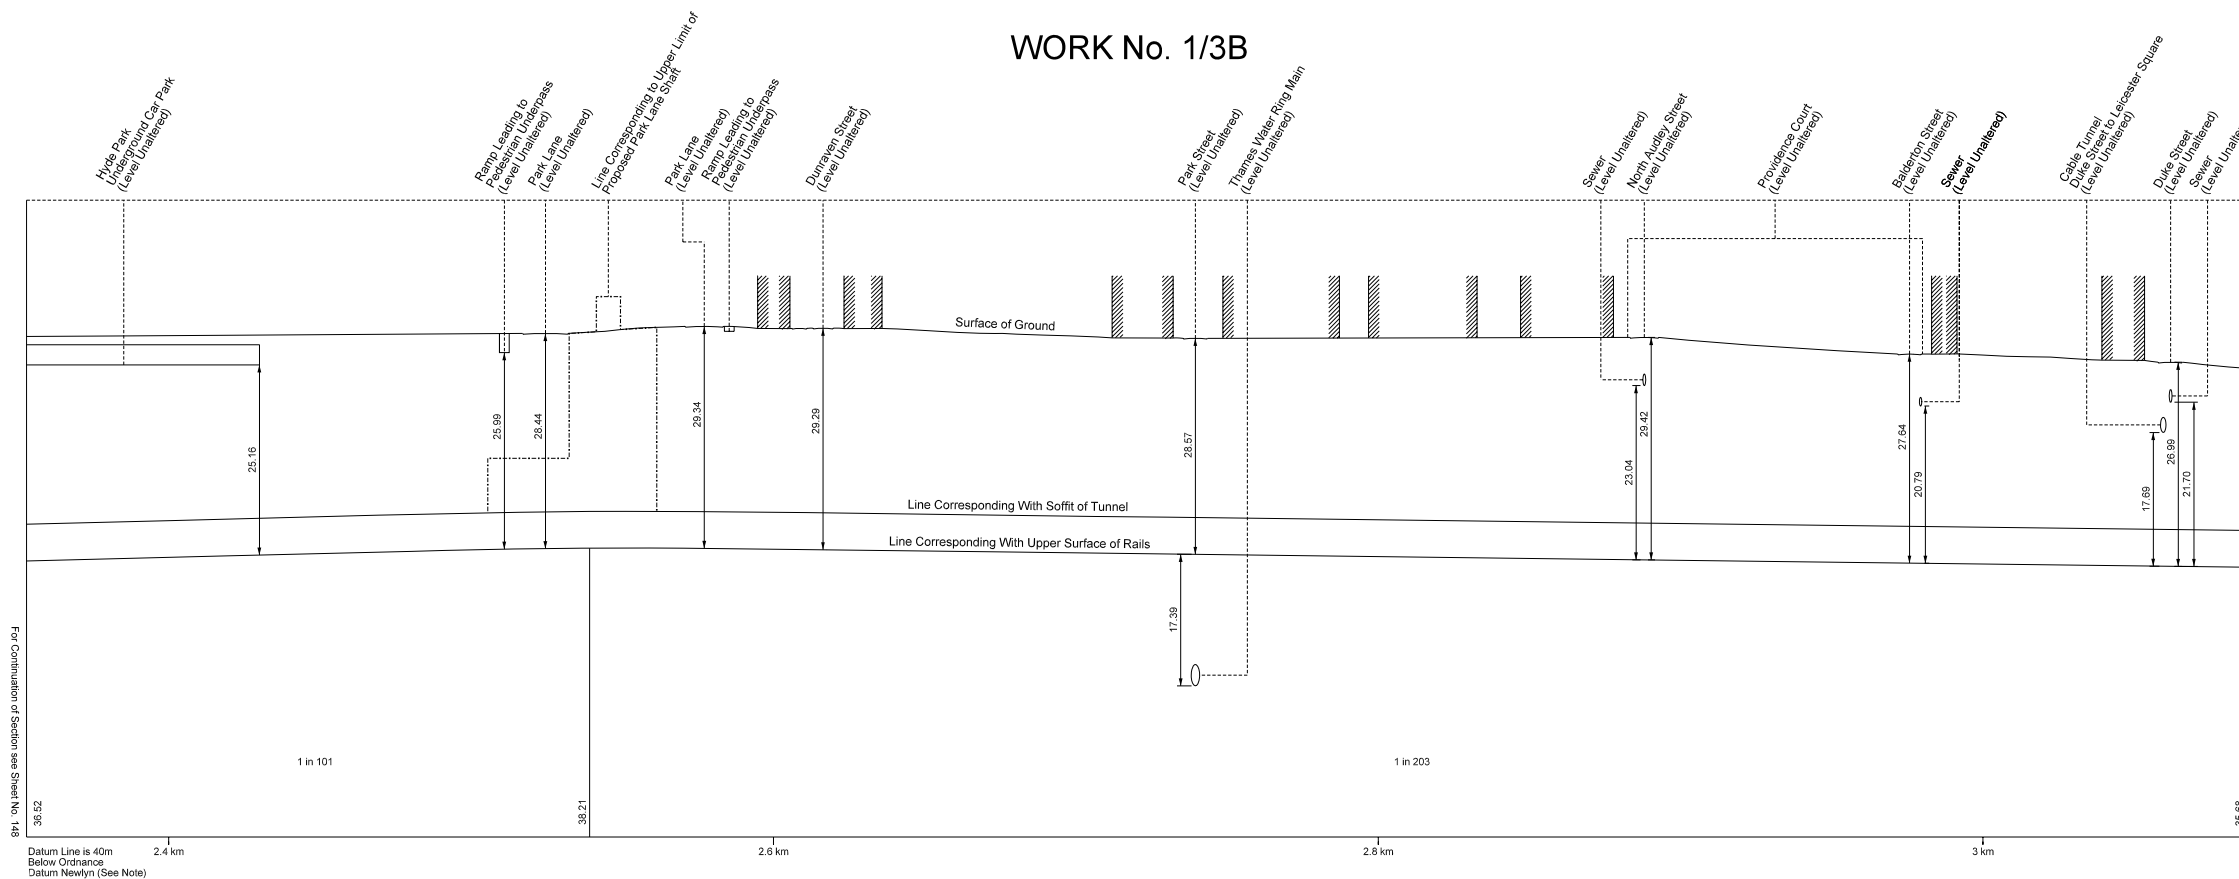 WORK No. 1/3B
Hyde Park
Underground Car Park
(Level Unaltered)
Ramp Leading to
Pedestrian Underpass
(Level Unaltered)
Park Lane
(Level Unaltered)
Line Corresponding to Upper Limit of
Proposed Park Lane Shaft
Park Lane
(Level Unaltered)
Ramp Leading to
Pedestrian Underpass
(Level Unaltered)
Dunraven Street
(Level Unaltered)
Park Street
(Level Unaltered)
Thames Water Ring Main
(Level Unaltered)
Sewer
(Level Unaltered)
North Audley Street
(Level Unaltered)
Providence Court
(Level Unaltered)
Balderton Street
(Level Unaltered)
Sewer
(Level Unaltered)
Cable Tunnel
Duke Street to Leicester Square
(Level Unaltered)
Duke Street
(Level Unaltered)
Sewer
(Level Unalte
Surface of Ground
25.16
25.99
28.44
29.34
29.29
28.57
23.04
29.42
27.64
20.79
17.69
26.99
21.70
Line Corresponding With Soffit of Tunnel
Line Corresponding With Upper Surface of Rails
17.39
For Continuation of Section see Sheet No. 148
1 in 101
1 in 203
36.52
38.21
2.4 km
2.6 km
2.8 km
3 km
Datum Line is 40m
Below Ordnance
Datum Newlyn (See Note)